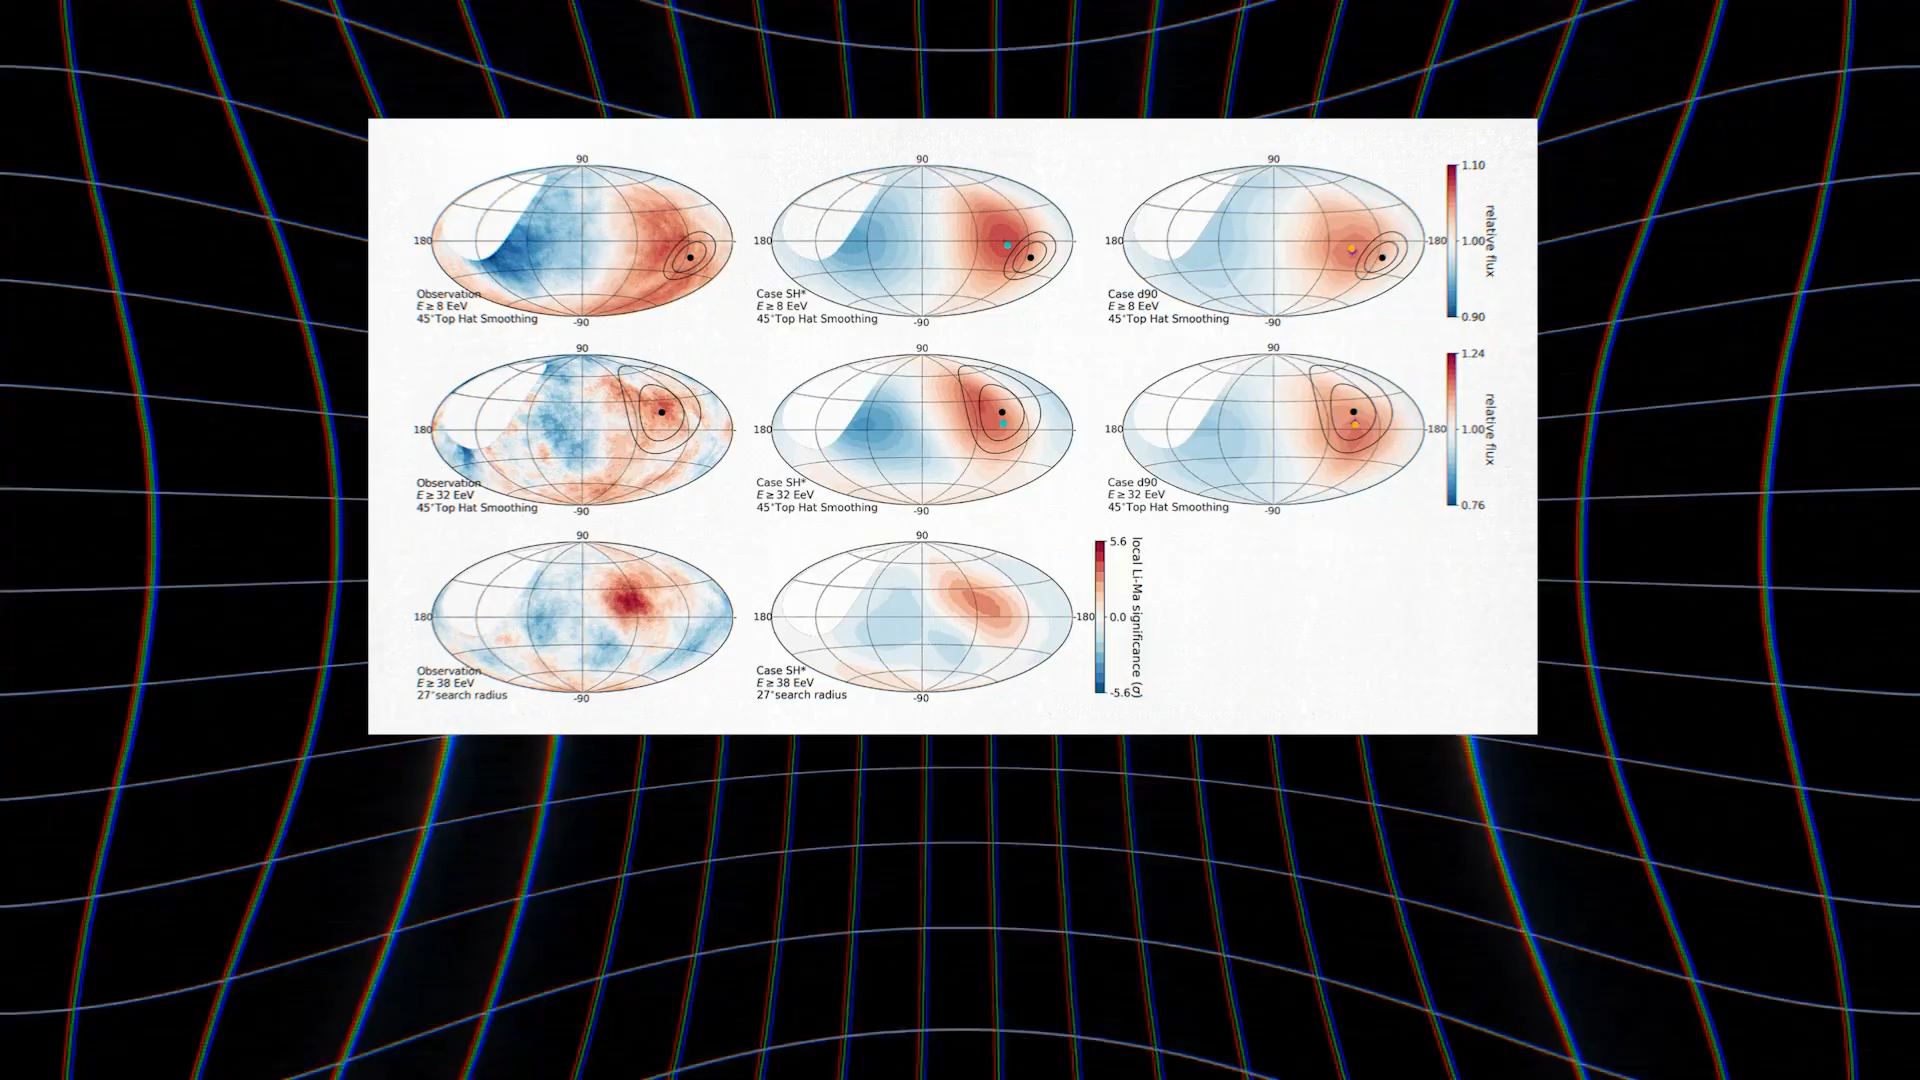 90
180
Observation
E ≥ 8 EeV
45°Top Hat Smoothing
-90
90
180
Case SH*
E ≥ 8 EeV
45°Top Hat Smoothing
-90
90
180
-180
Case d90
E ≥ 8 EeV
45°Top Hat Smoothing
-90
1.10
1.00
0.90
relative flux
90
180
Observation
E ≥ 32 EeV
45°Top Hat Smoothing
-90
90
180
Case SH*
E ≥ 32 EeV
45°Top Hat Smoothing
-90
90
180
-180
Case d90
E ≥ 32 EeV
45°Top Hat Smoothing
-90
1.24
1.00
0.76
relative flux
90
180
Observation
E ≥ 38 EeV
27°search radius
-90
90
180
-180
Case SH*
E ≥ 38 EeV
27°search radius
-90
5.6
0.0
-5.6
local Li-Ma significance (σ)